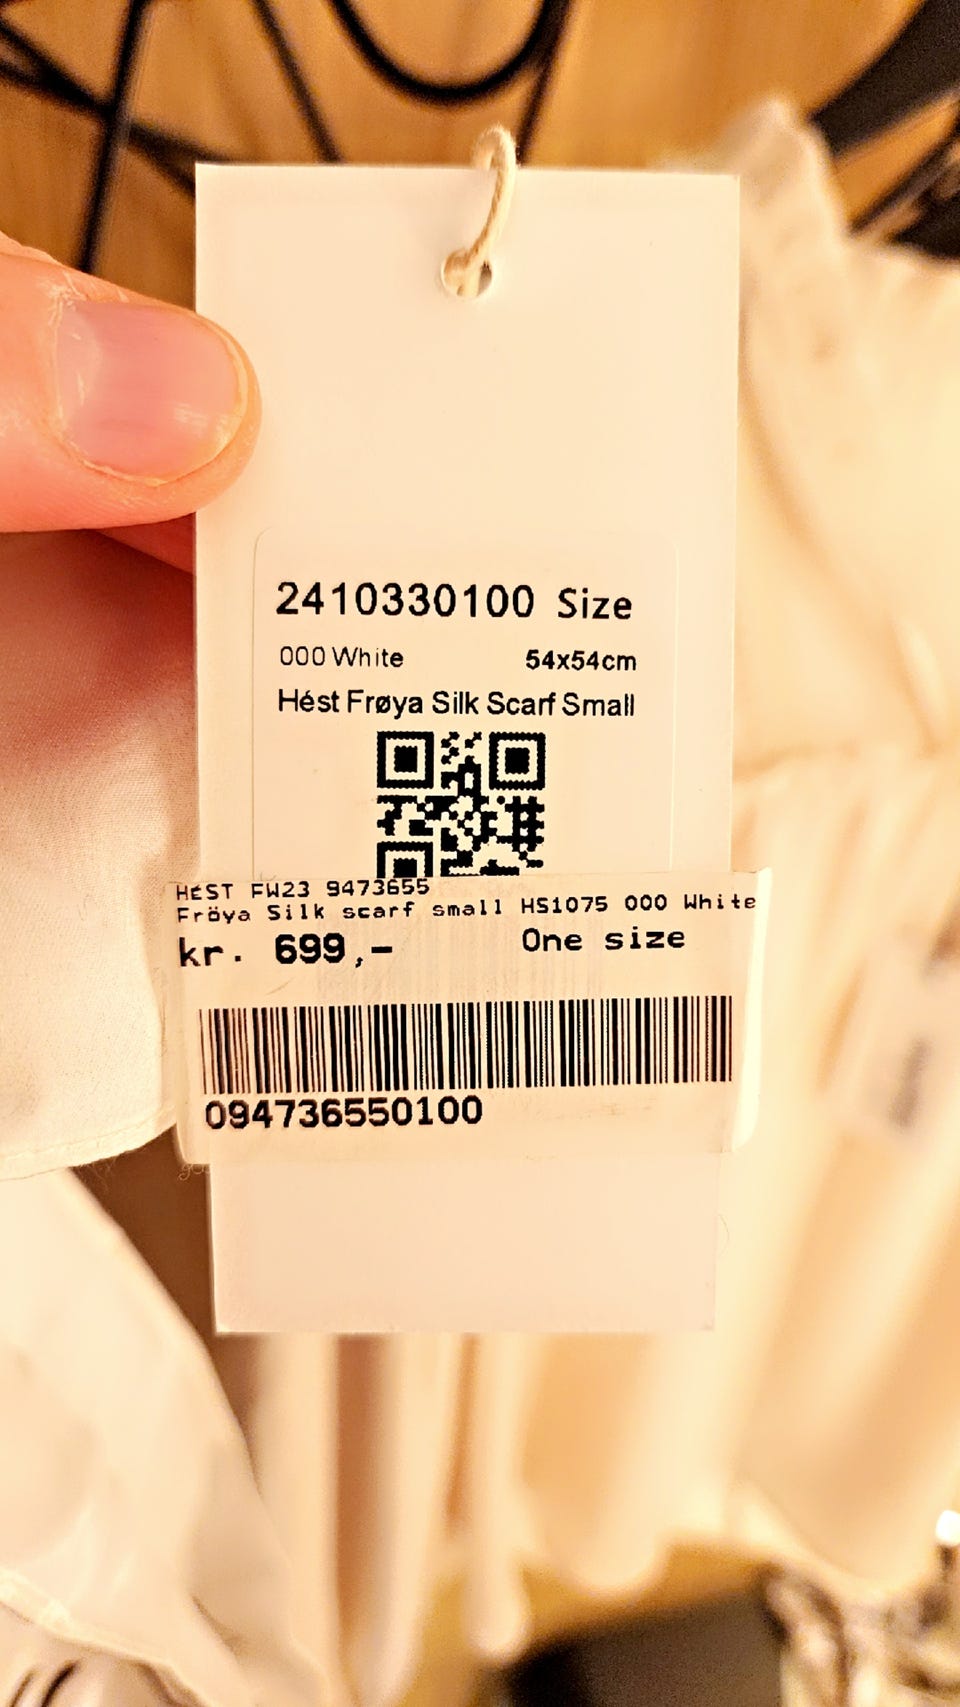 2410330100 Size
000 White 54x54cm
Hést Frøya Silk Scarf Small
HÉST FW23 9473655
Fröya Silk scarf small HS1075 000 White
kr. 699,- One size
094736550100